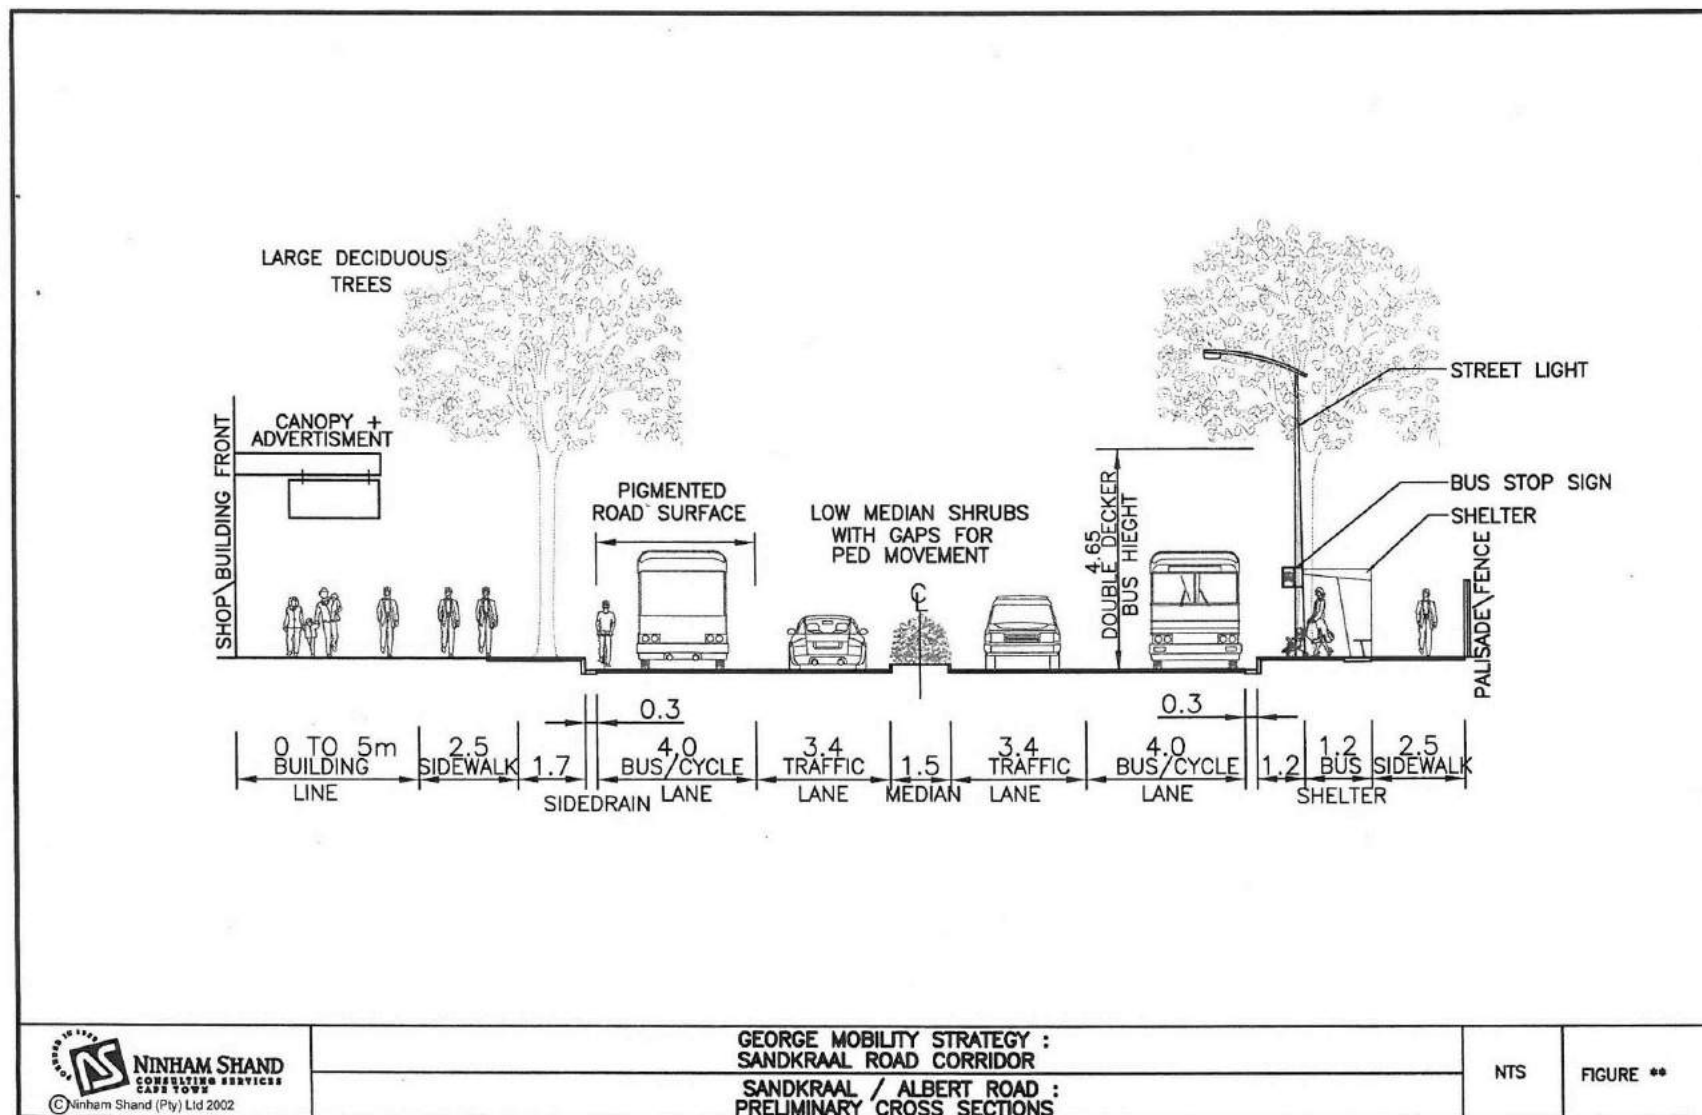 LARGE DECIDUOUS
TREES
CANOPY +
ADVERTISMENT
SHOP\BUILDING FRONT
PIGMENTED
ROAD SURFACE
LOW MEDIAN SHRUBS
WITH GAPS FOR
PED MOVEMENT
CL
4.65
DOUBLE DECKER
BUS HIEGHT
STREET LIGHT
BUS STOP SIGN
SHELTER
PALISADE\FENCE
0.3
0.3
0 TO 5m
BUILDING
LINE
2.5
SIDEWALK
1.7
SIDEDRAIN
4.0
BUS/CYCLE
LANE
3.4
TRAFFIC
LANE
1.5
MEDIAN
3.4
TRAFFIC
LANE
4.0
BUS/CYCLE
LANE
1.2
1.2
BUS
SHELTER
2.5
SIDEWALK
FOUNDED IN 1932
NS
NINHAM SHAND
CONSULTING SERVICES
CAPE TOWN
©Ninham Shand (Pty) Ltd 2002
GEORGE MOBILITY STRATEGY :
SANDKRAAL ROAD CORRIDOR
SANDKRAAL / ALBERT ROAD :
PRELIMINARY CROSS SECTIONS
NTS
FIGURE **